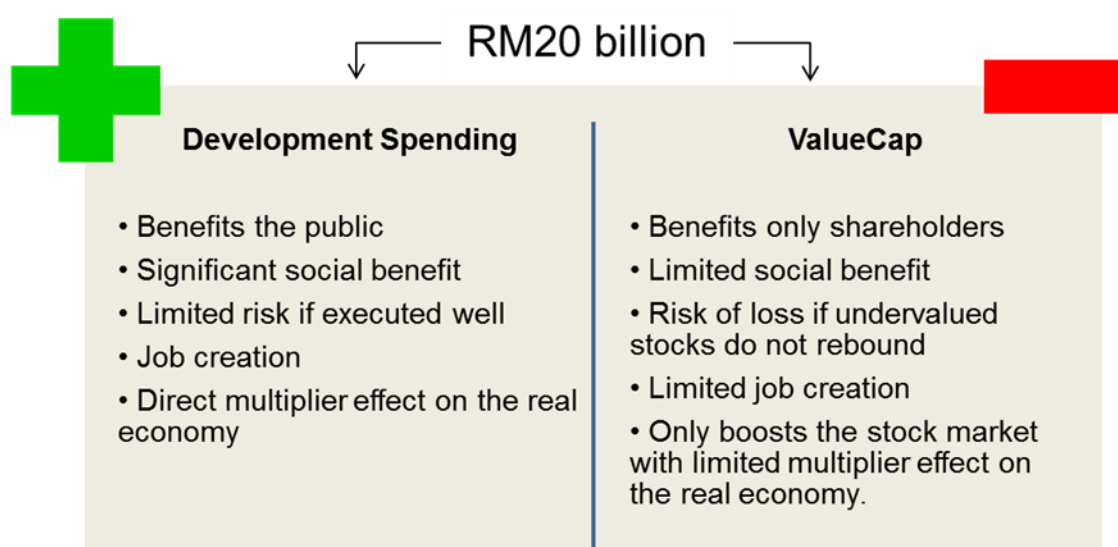 RM20 billion
Development Spending
• Benefits the public
• Significant social benefit
• Limited risk if executed well
• Job creation
• Direct multiplier effect on the real
economy
ValueCap
• Benefits only shareholders
• Limited social benefit
• Risk of loss if undervalued
stocks do not rebound
• Limited job creation
• Only boosts the stock market
with limited multiplier effect on
the real economy.